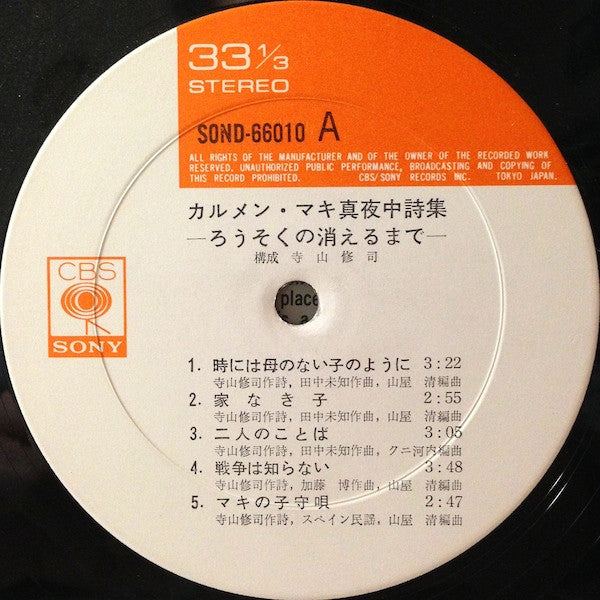 33 1/3
STEREO
SOND-66010 A
ALL RIGHTS OF THE MANUFACTURER AND OF THE OWNER OF THE RECORDED WORK
RESERVED. UNAUTHORIZED PUBLIC PERFORMANCE, BROADCASTING AND COPYING OF
THIS RECORD PROHIBITED. CBS/SONY RECORDS INC. TOKYO JAPAN.
カルメン・マキ真夜中詩集
—ろうそくの消えるまで—
構成 寺山修司
CBS
SONY
place
1. 時には母のない子のように 3:22
寺山修司作詩, 田中未知作曲, 山屋 清編曲
2. 家なき子 2:55
寺山修司作詩, 田中未知作曲, 山屋 清編曲
3. 二人のことば 3:05
寺山修司作詩, 田中未知作曲, クニ河内編曲
4. 戦争は知らない 3:48
寺山修司作詩, 加藤 博作曲, 山屋 清編曲
5. マキの子守唄 2:47
寺山修司作詩, スペイン民謡, 山屋 清編曲